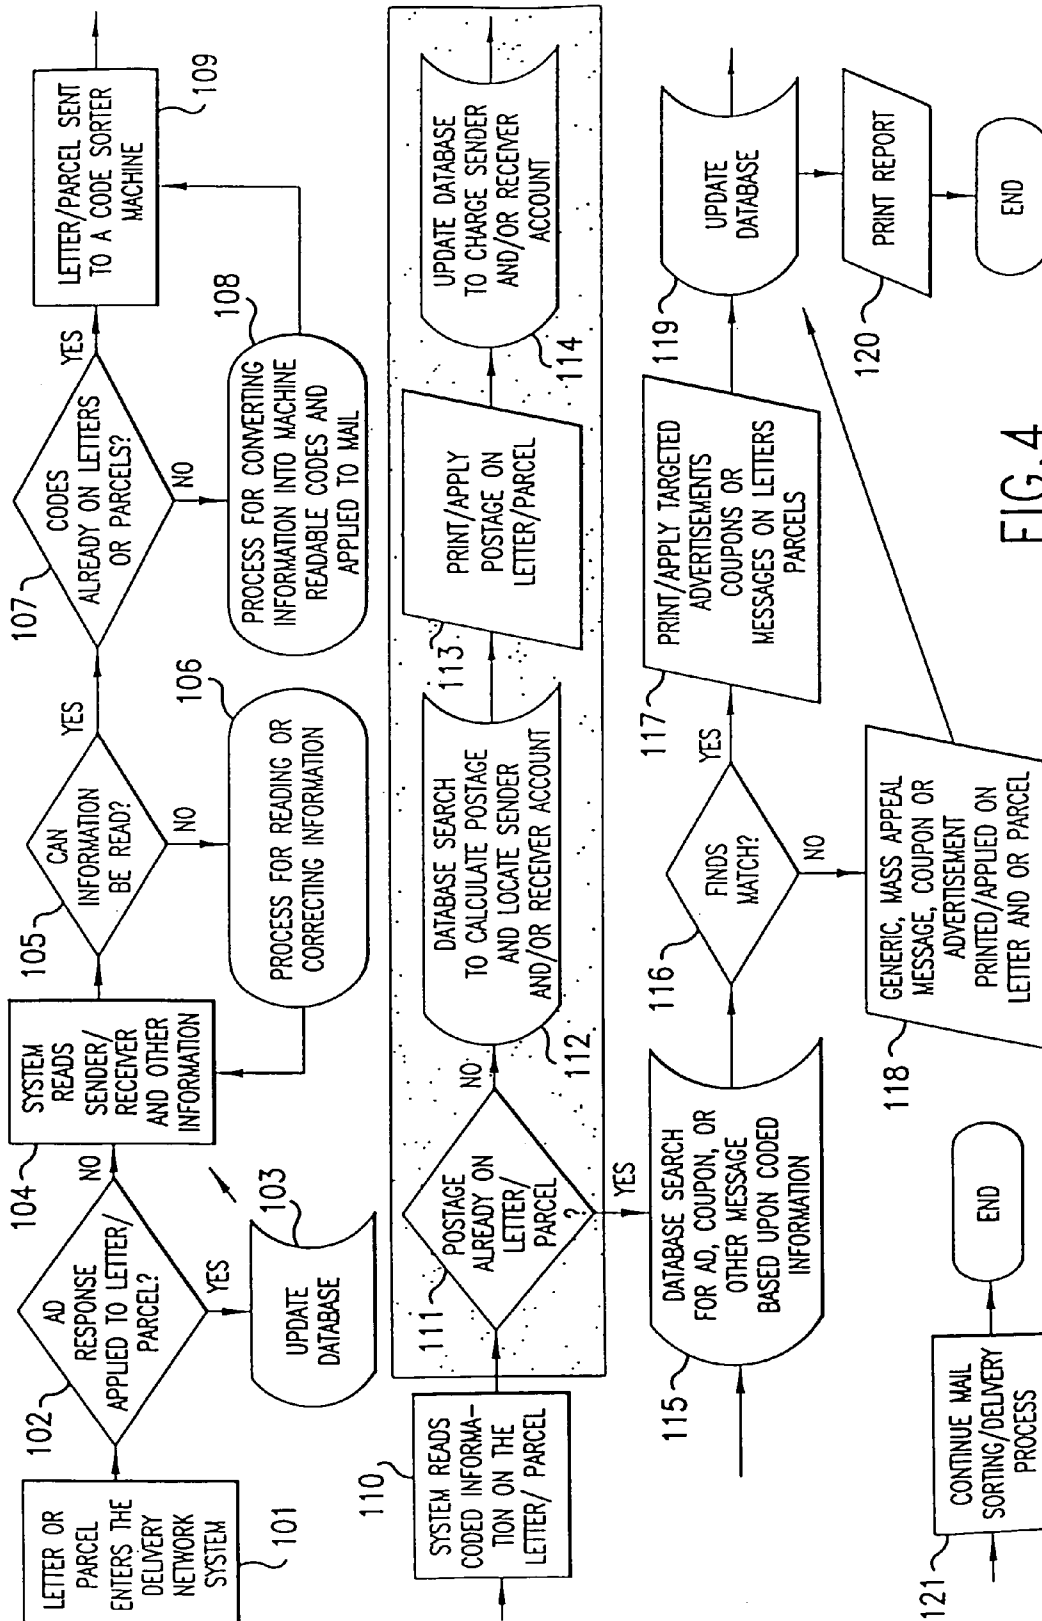 LETTER OR
PARCEL
ENTERS THE
DELIVERY
NETWORK
SYSTEM
101
AD
RESPONSE
APPLIED TO LETTER/
PARCEL?
102
YES
NO
UPDATE
DATABASE
103
SYSTEM
READS
SENDER/
RECEIVER
AND OTHER
INFORMATION
104
CAN
INFORMATION
BE READ?
105
YES
NO
PROCESS FOR READING OR
CORRECTING INFORMATION
106
CODES
ALREADY ON LETTERS
OR PARCELS?
107
YES
NO
PROCESS FOR CONVERTING
INFORMATION INTO MACHINE
READABLE CODES AND
APPLIED TO MAIL
108
LETTER/PARCEL SENT
TO A CODE SORTER
MACHINE
109
SYSTEM READS
CODED INFORMA-
TION ON THE
LETTER/ PARCEL
110
POSTAGE
ALREADY ON
LETTER/
PARCEL
?
111
NO
YES
DATABASE SEARCH
TO CALCULATE POSTAGE
AND LOCATE SENDER
AND/OR RECEIVER ACCOUNT
112
PRINT/APPLY
POSTAGE ON
LETTER/PARCEL
113
UPDATE DATABASE
TO CHARGE SENDER
AND/OR RECEIVER
ACCOUNT
114
DATABASE SEARCH
FOR AD, COUPON, OR
OTHER MESSAGE
BASED UPON CODED
INFORMATION
115
FINDS
MATCH?
116
YES
NO
PRINT/APPLY TARGETED
ADVERTISEMENTS
COUPONS OR
MESSAGES ON LETTERS
PARCELS
117
GENERIC, MASS APPEAL
MESSAGE, COUPON OR
ADVERTISEMENT
PRINTED/APPLIED ON
LETTER AND OR PARCEL
118
UPDATE
DATABASE
119
PRINT REPORT
120
END
CONTINUE MAIL
SORTING/DELIVERY
PROCESS
121
END
FIG.4